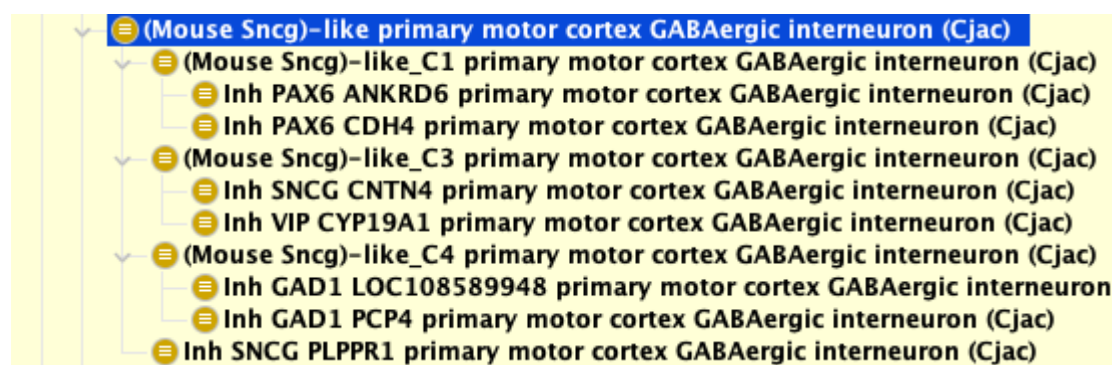 (Mouse Sncg)-like primary motor cortex GABAergic interneuron (Cjac)
(Mouse Sncg)-like_C1 primary motor cortex GABAergic interneuron (Cjac)
Inh PAX6 ANKRD6 primary motor cortex GABAergic interneuron (Cjac)
Inh PAX6 CDH4 primary motor cortex GABAergic interneuron (Cjac)
(Mouse Sncg)-like_C3 primary motor cortex GABAergic interneuron (Cjac)
Inh SNCG CNTN4 primary motor cortex GABAergic interneuron (Cjac)
Inh VIP CYP19A1 primary motor cortex GABAergic interneuron (Cjac)
(Mouse Sncg)-like_C4 primary motor cortex GABAergic interneuron (Cjac)
Inh GAD1 LOC108589948 primary motor cortex GABAergic interneuron
Inh GAD1 PCP4 primary motor cortex GABAergic interneuron (Cjac)
Inh SNCG PLPPR1 primary motor cortex GABAergic interneuron (Cjac)